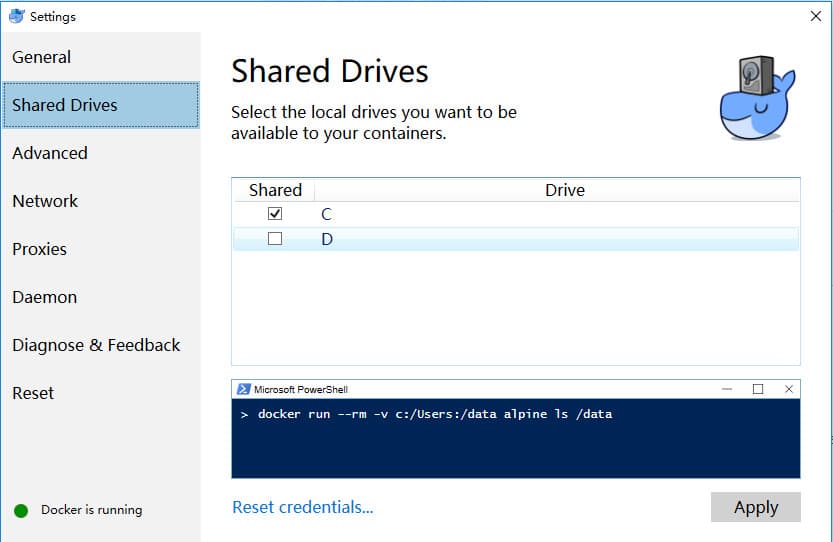 Settings
General
Shared Drives
Advanced
Network
Proxies
Daemon
Diagnose & Feedback
Reset
Docker is running
Shared Drives
Select the local drives you want to be
available to your containers.
Shared Drive
C
D
Microsoft PowerShell
> docker run --rm -v c:/Users:/data alpine ls /data
Reset credentials...
Apply